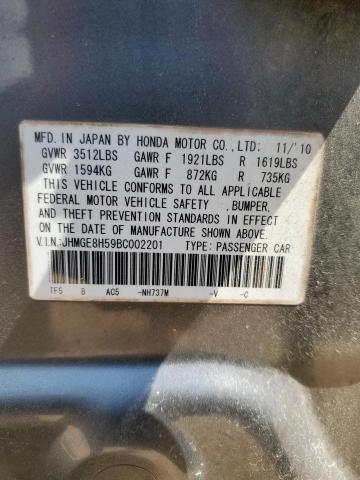 MFD. IN JAPAN BY HONDA MOTOR CO., LTD: 11/'10
GVWR 3512LBS GAWR F 1921LBS R 1619LBS
GVWR 1594KG GAWR F 872KG R 735KG
THIS VEHICLE CONFORMS TO ALL APPLICABLE
FEDERAL MOTOR VEHICLE SAFETY ,BUMPER,
AND THEFT PREVENTION STANDARDS IN EFFECT
ON THE DATE OF MANUFACTURE SHOWN ABOVE.
V.I.N:JHMGE8H59BC002201 TYPE: PASSENGER CAR
TF5 B AC5 -NH737M -V -C